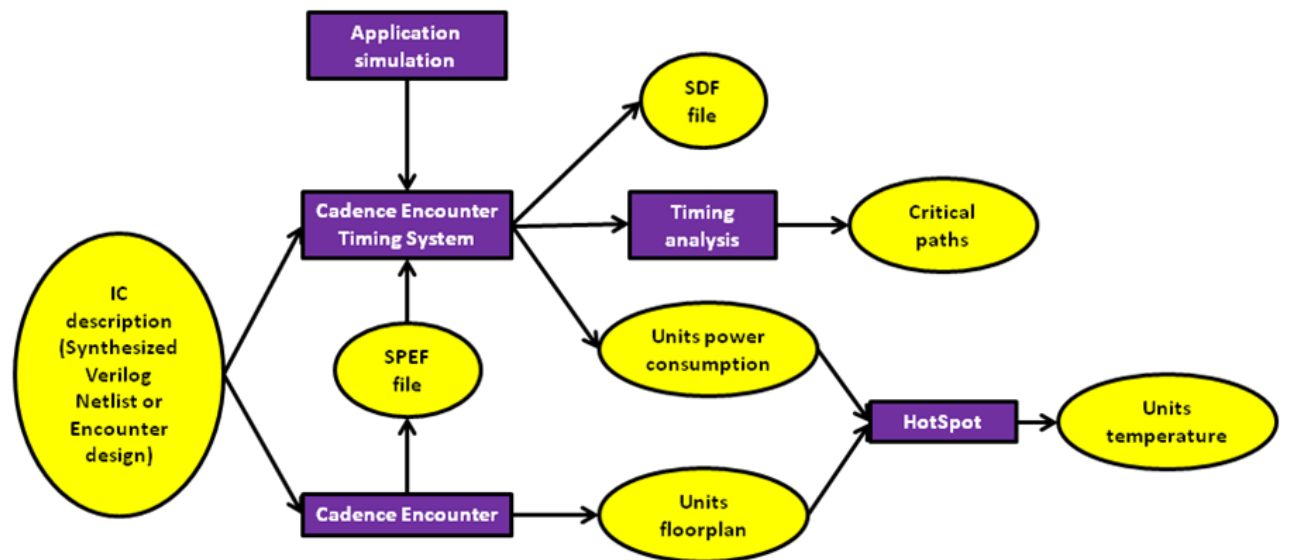 Application
simulation
SDF
file
Cadence Encounter
Timing System
Timing
analysis
Critical
paths
IC
description
(Synthesized
Verilog
Netlist or
Encounter
design)
SPEF
file
Units power
consumption
HotSpot
Units
temperature
Cadence Encounter
Units
floorplan